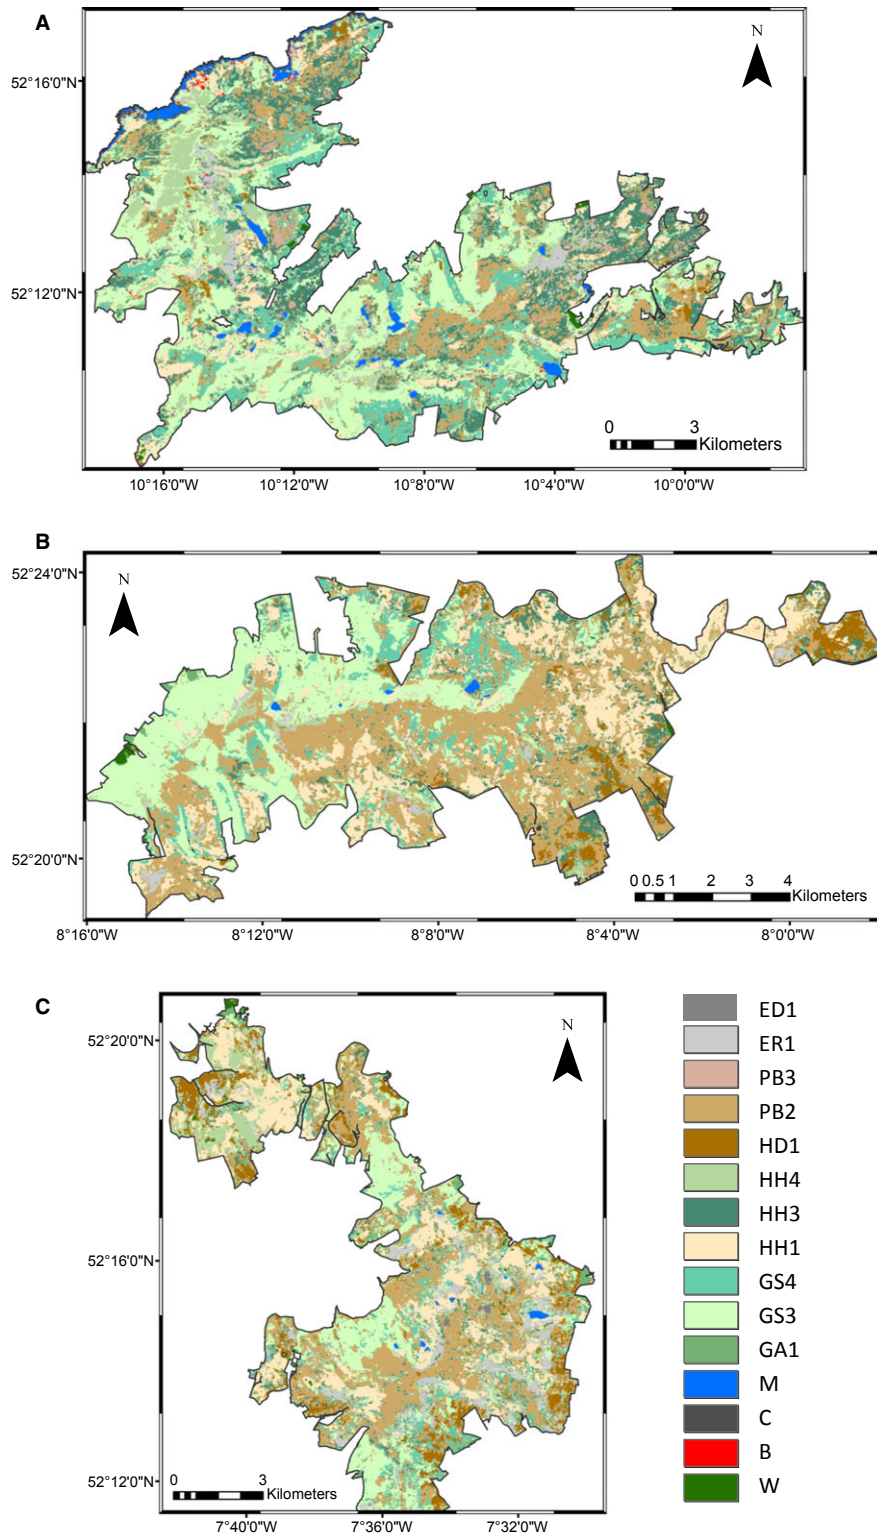 A
N
52°16'0"N
52°12'0"N
0 3
Kilometers
10°16'0"W 10°12'0"W 10°8'0"W 10°4'0"W 10°0'0"W
B
52°24'0"N
N
52°20'0"N
0 0.5 1 2 3 4
Kilometers
8°16'0"W 8°12'0"W 8°8'0"W 8°4'0"W 8°0'0"W
C
N
52°20'0"N
52°16'0"N
52°12'0"N
0 3
Kilometers
7°40'0"W 7°36'0"W 7°32'0"W
ED1
ER1
PB3
PB2
HD1
HH4
HH3
HH1
GS4
GS3
GA1
M
C
B
W